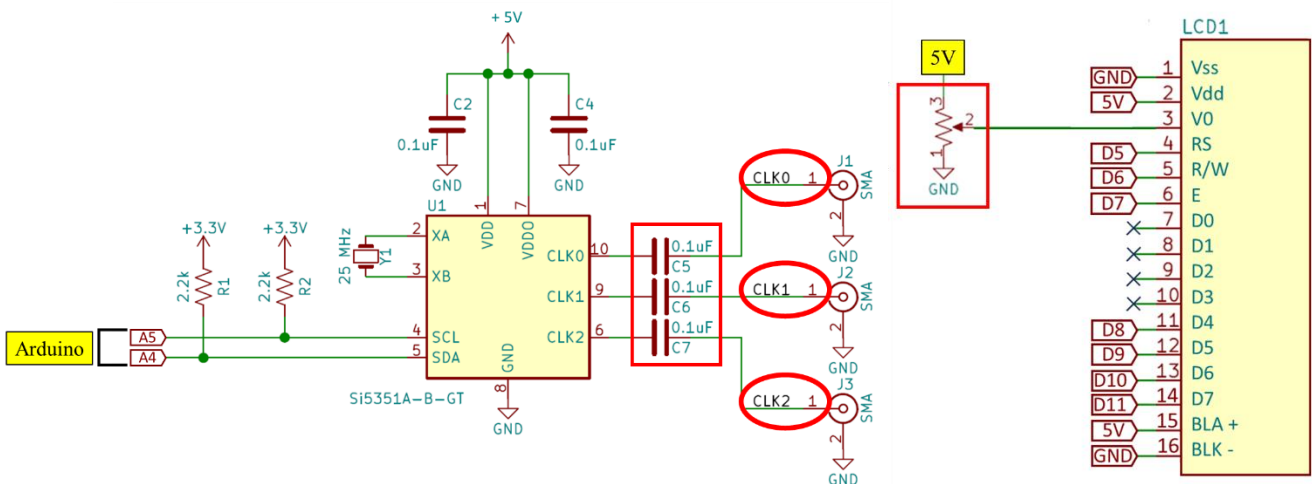 +5V
C2
0.1uF
GND
C4
0.1uF
GND
U1
1
VDD
7
VDDO
2
XA
3
XB
25 MHz
Y1
+3.3V
2.2k
R1
+3.3V
2.2k
R2
Arduino
A5
A4
4
SCL
5
SDA
GND
8
GND
Si5351A-B-GT
CLK0
10
CLK1
9
CLK2
6
0.1uF
C5
0.1uF
C6
0.1uF
C7
CLK0
1
J1
SMA
2
GND
CLK1
1
J2
SMA
2
GND
CLK2
1
J3
SMA
2
GND
5V
3
2
1
GND
LCD1
GND 1 Vss
5V 2 Vdd
3 V0
D5 4 RS
D6 5 R/W
D7 6 E
7 D0
8 D1
9 D2
10 D3
D8 11 D4
D9 12 D5
D10 13 D6
D11 14 D7
5V 15 BLA +
GND 16 BLK -